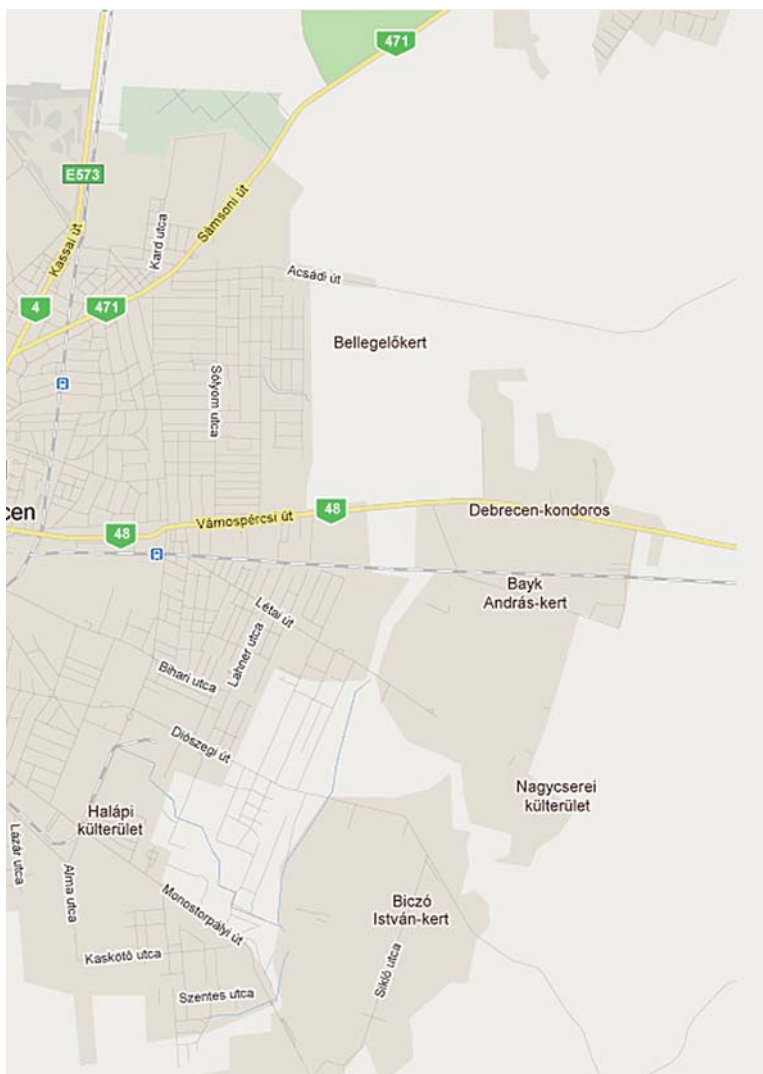 471
E573
Kassai út
Kard utca
Sámsoni út
Acsádi út
4
471
Bellegelőkert
Sólyom utca
cen
48
Vámospércsi út
48
Debrecen-kondoros
Bayk
András-kert
Létai út
Lahner utca
Bihari utca
Diószegi út
Nagycserei
külterület
Halápi
külterület
Lázár utca
Alma utca
Monostorpályi út
Biczó
István-kert
Kaskötő utca
Szentes utca
Sikló utca